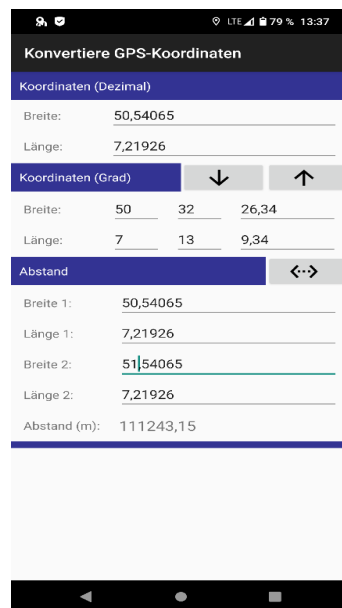 LTE 79 % 13:37
Konvertiere GPS-Koordinaten
Koordinaten (Dezimal)
Breite: 50,54065
Länge: 7,21926
Koordinaten (Grad)
Breite: 50 32 26,34
Länge: 7 13 9,34
Abstand
Breite 1: 50,54065
Länge 1: 7,21926
Breite 2: 51,54065
Länge 2: 7,21926
Abstand (m): 111243,15